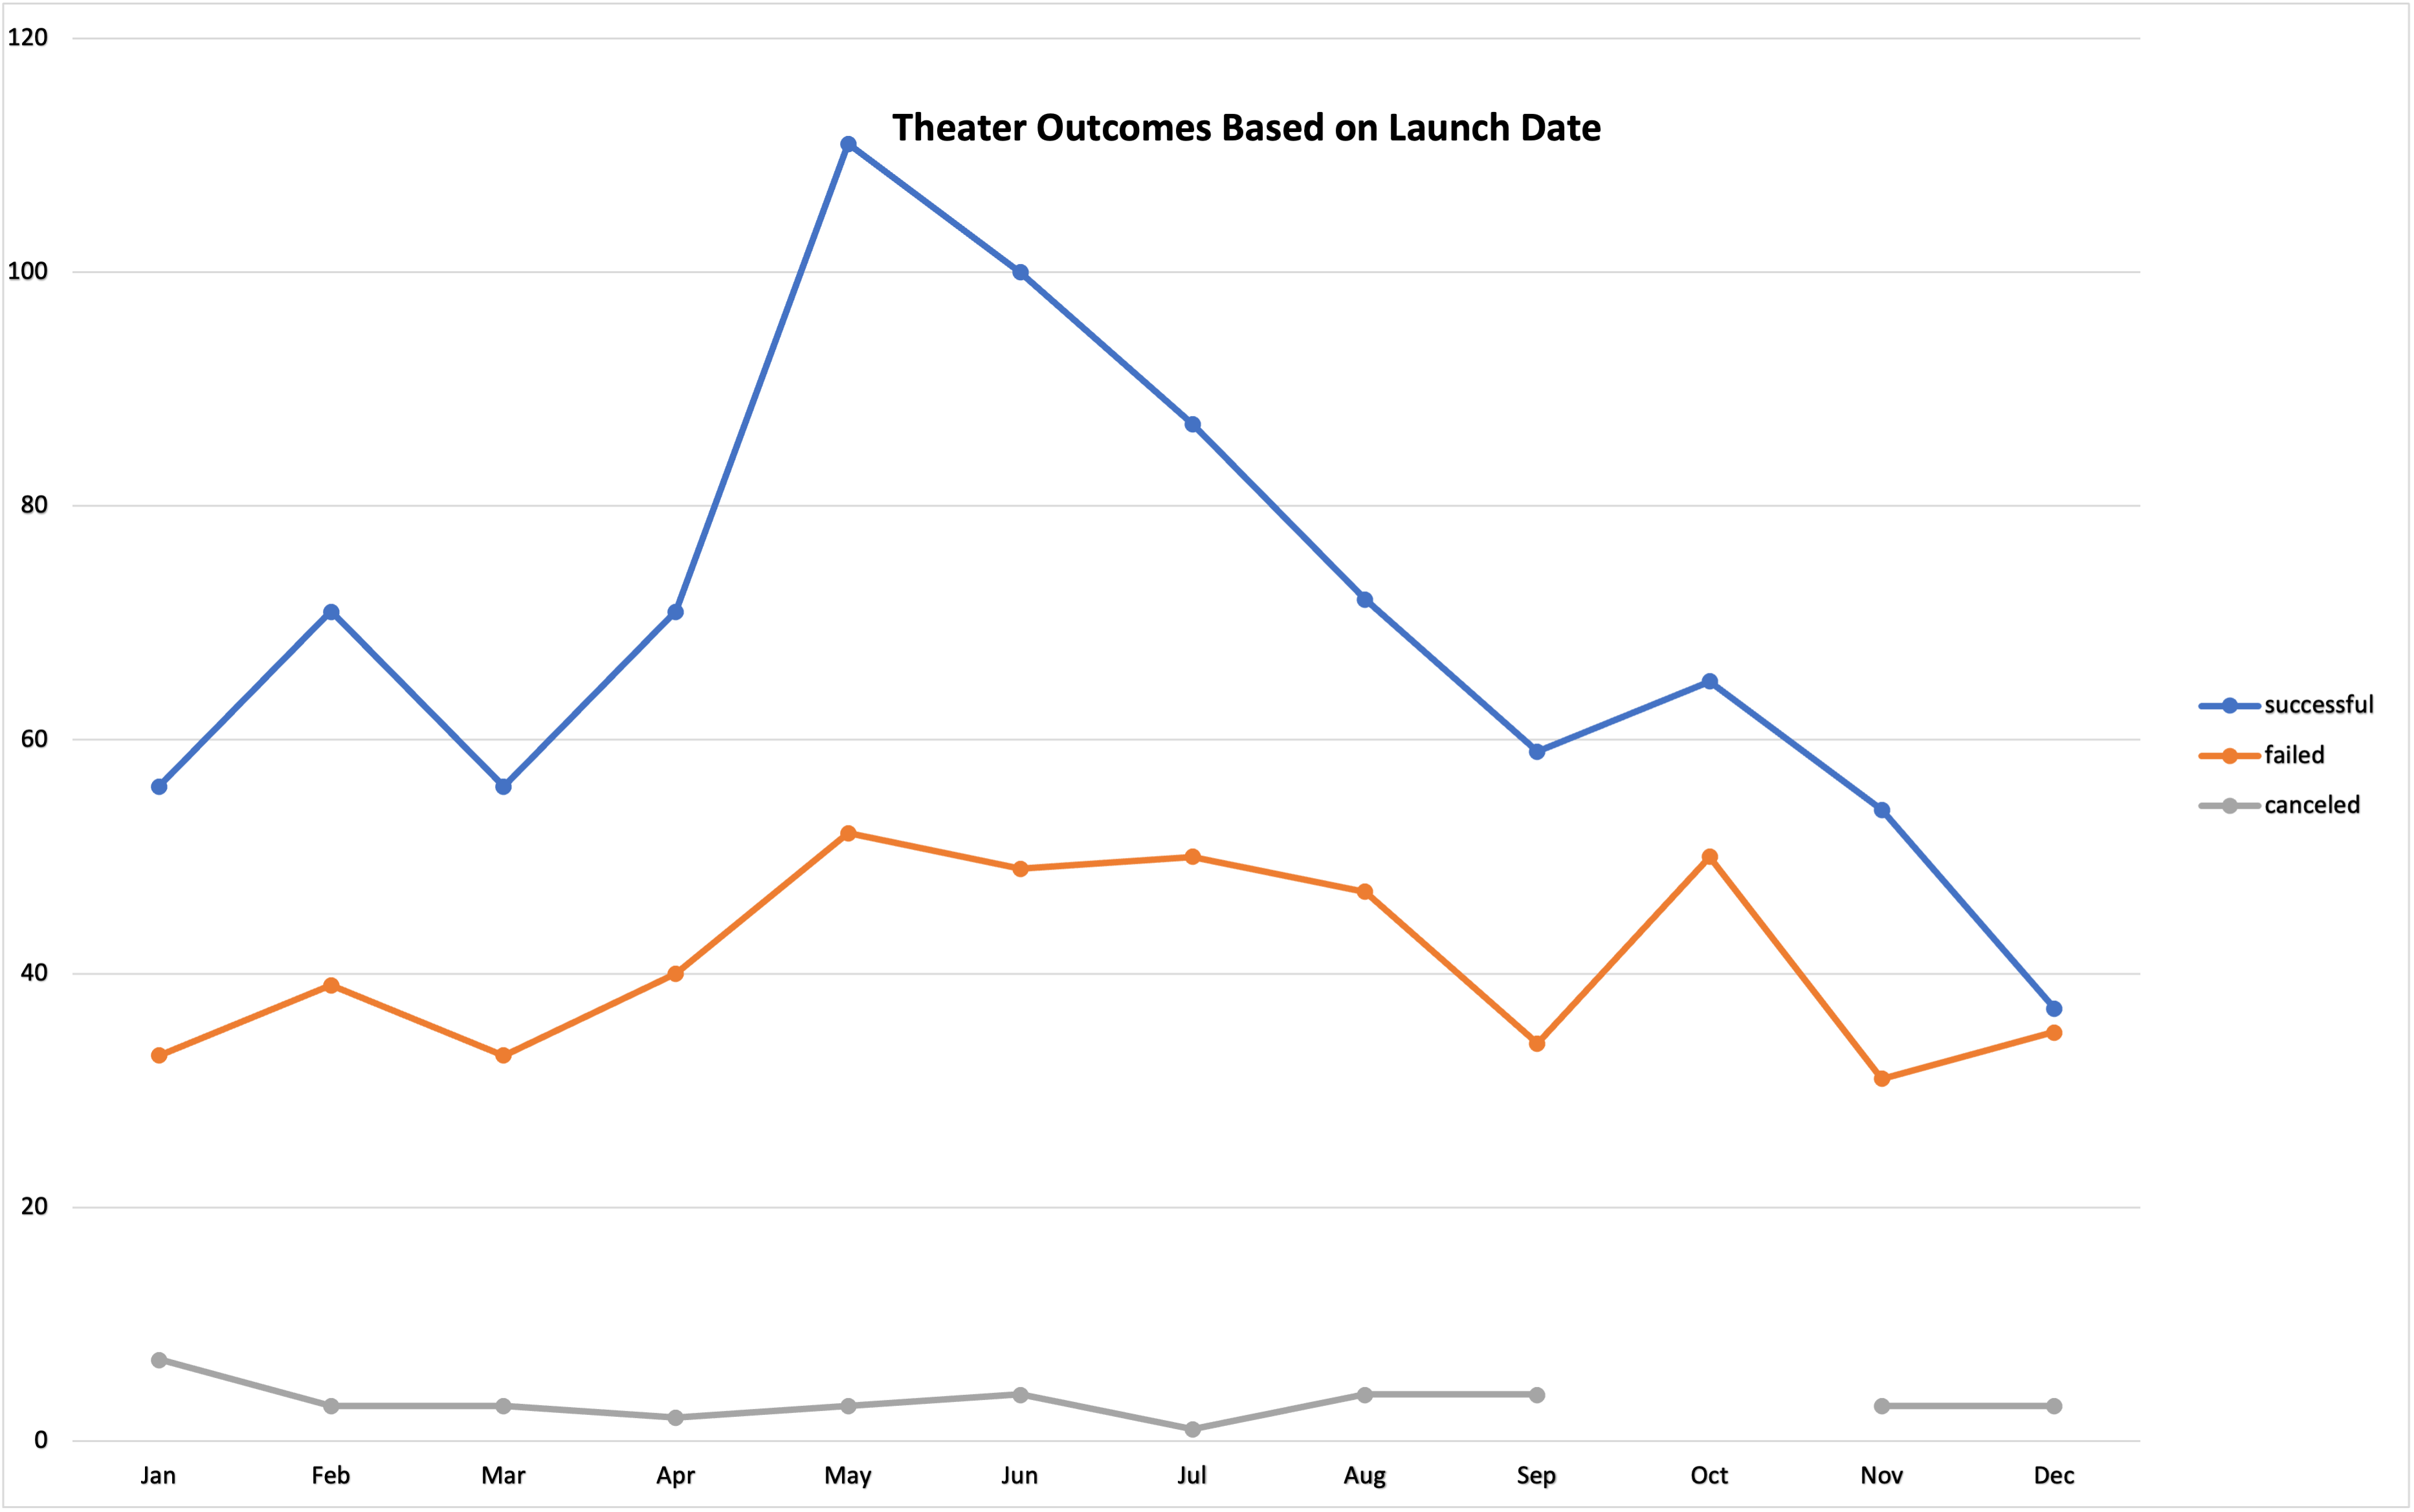 120
Theater Outcomes Based on Launch Date
100
80
60
successful
failed
canceled
40
20
0
Jan Feb Mar Apr May Jun Jul Aug Sep Oct Nov Dec